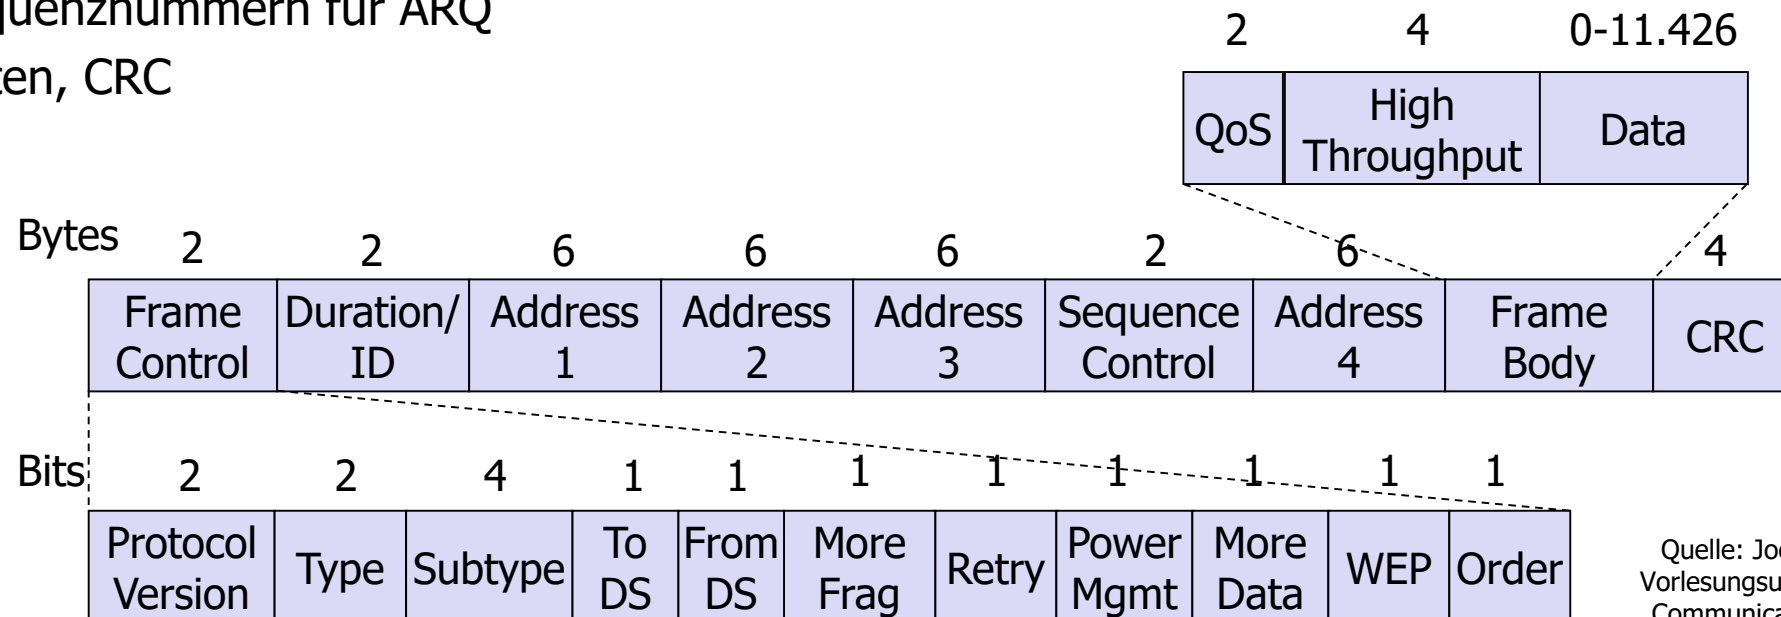 quenznummern für ARQ
ten, CRC
2 4 0-11.426
QoS
High
Throughput
Data
Bytes 2 2 6 6 6 2 6 4
Frame
Control
Duration/
ID
Address
1
Address
2
Address
3
Sequence
Control
Address
4
Frame
Body
CRC
Bits 2 2 4 1 1 1 1 1 1 1 1
Protocol
Version
Type
Subtype
To
DS
From
DS
More
Frag
Retry
Power
Mgmt
More
Data
WEP
Order
Quelle: Joc
Vorlesungsu
Communica